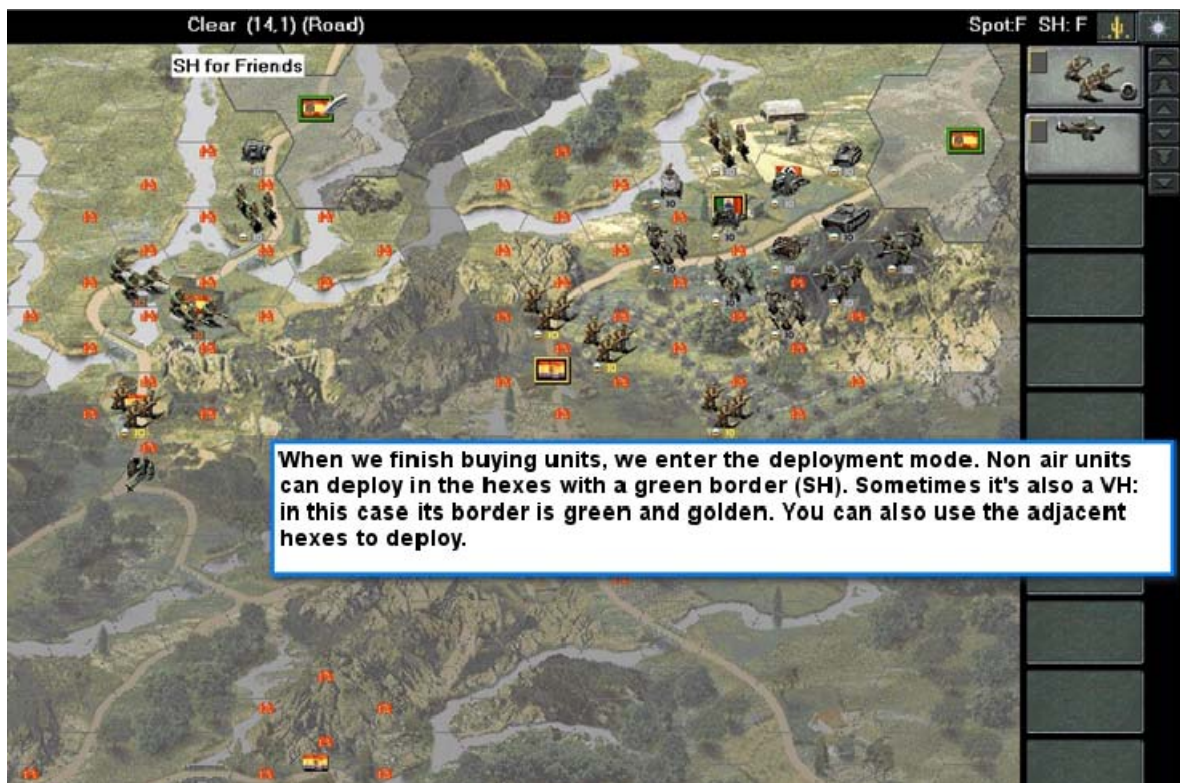 Clear (14,1) (Road) Spot:F SH: F
SH for Friends
When we finish buying units, we enter the deployment mode. Non air units
can deploy in the hexes with a green border (SH). Sometimes it's also a VH:
in this case its border is green and golden. You can also use the adjacent
hexes to deploy.